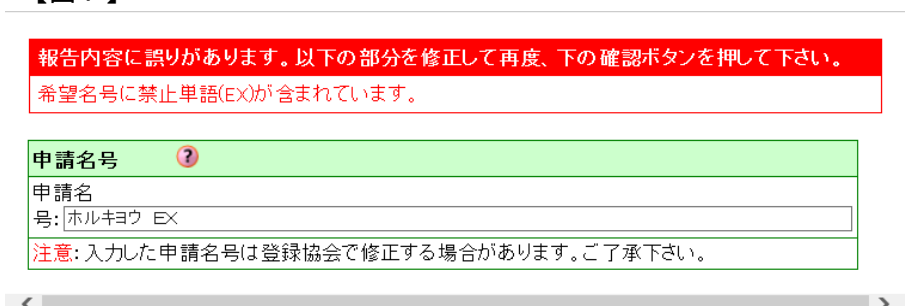 報告内容に誤りがあります。以下の部分を修正して再度、下の確認ボタンを押して下さい。
希望名号に禁止単語(EX)が含まれています。
申請名号 ?
申請名
号: ホルキヨウ EX
注意: 入力した申請名号は登録協会で修正する場合があります。ご了承下さい。